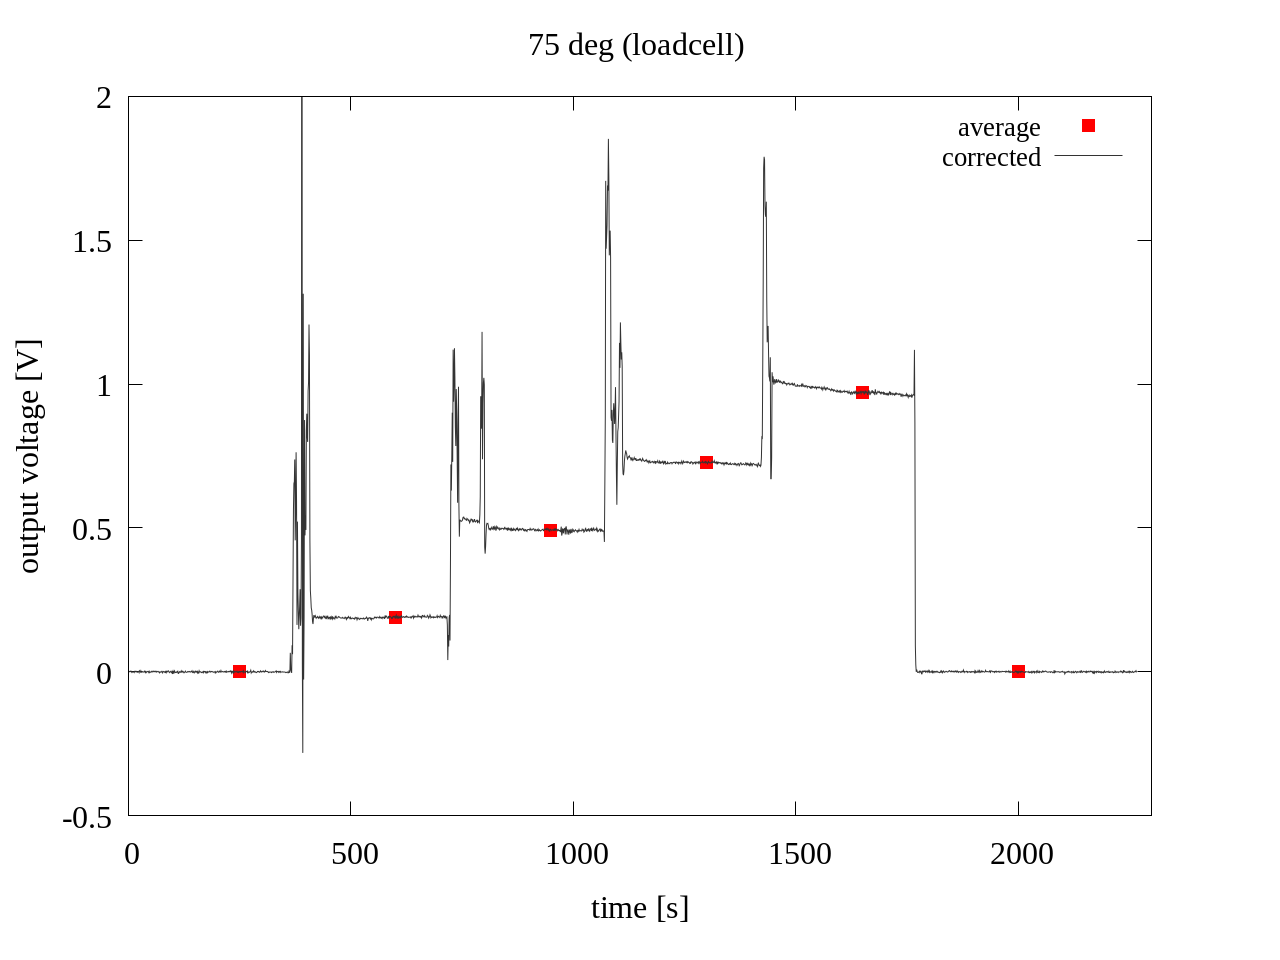 75 deg (loadcell)
average
corrected
output voltage [V]
2
1.5
1
0.5
0
-0.5
0 500 1000 1500 2000
time [s]